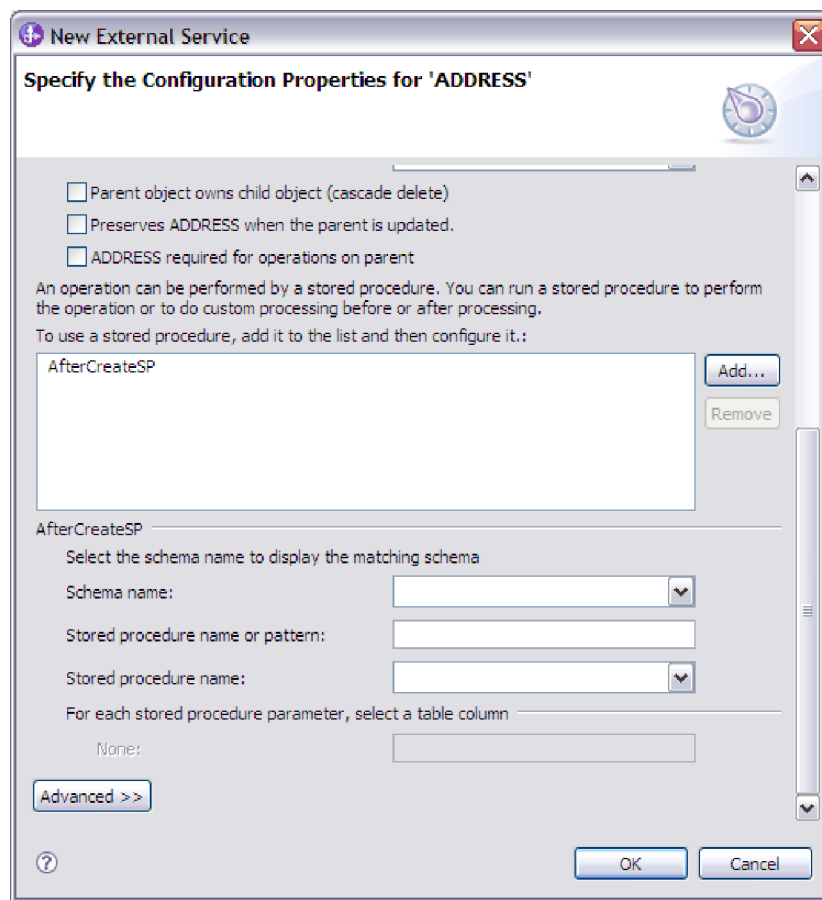 New External Service
Specify the Configuration Properties for 'ADDRESS'
Parent object owns child object (cascade delete)
Preserves ADDRESS when the parent is updated.
ADDRESS required for operations on parent
An operation can be performed by a stored procedure. You can run a stored procedure to perform
the operation or to do custom processing before or after processing.
To use a stored procedure, add it to the list and then configure it.:
AfterCreateSP
Add...
Remove
AfterCreateSP
Select the schema name to display the matching schema
Schema name:
Stored procedure name or pattern:
Stored procedure name:
For each stored procedure parameter, select a table column
None:
Advanced >>
?
OK
Cancel